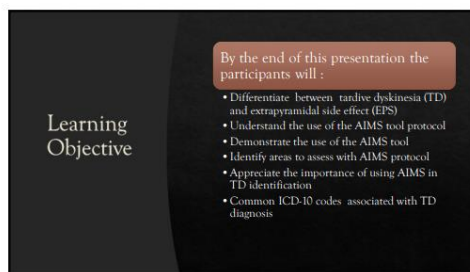 Learning
Objective
By the end of this presentation the
participants will :
• Differentiate between tardive dyskinesia (TD)
and extrapyramidal side effect (EPS)
• Understand the use of the AIMS tool protocol
• Demonstrate the use of the AIMS tool
• Identify areas to assess with AIMS protocol
• Appreciate the importance of using AIMS in
TD identification
• Common ICD-10 codes associated with TD
diagnosis